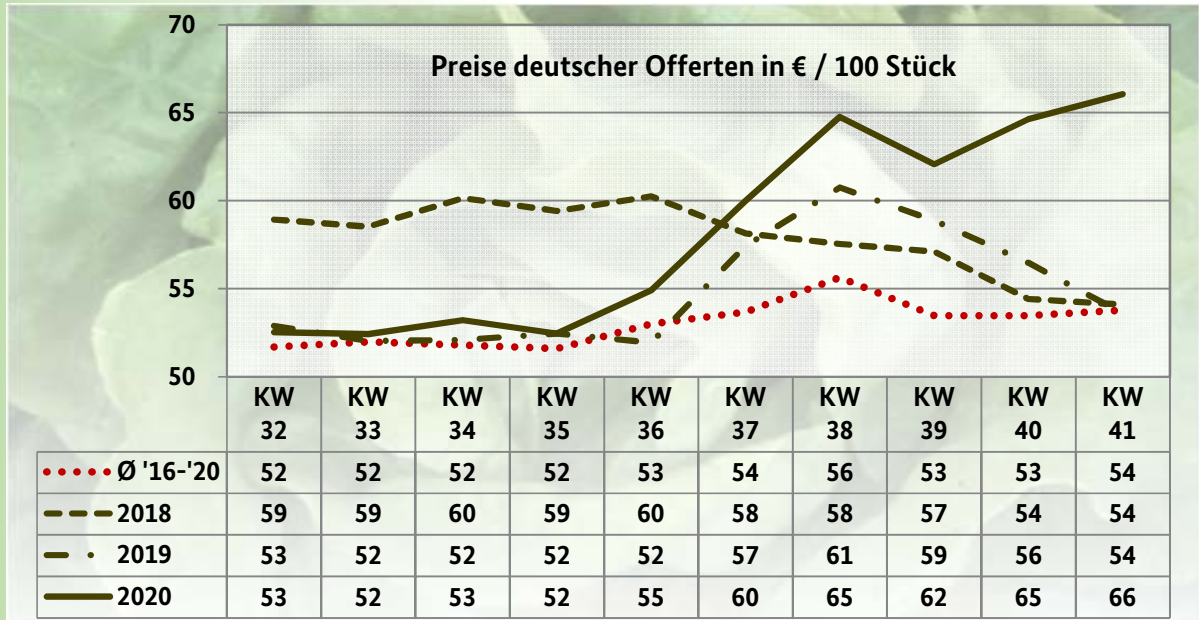 70
Preise deutscher Offerten in € / 100 Stück
65
60
55
50
KW KW KW KW KW KW KW KW KW KW
32 33 34 35 36 37 38 39 40 41
Ø '16-'20 52 52 52 52 53 54 56 53 53 54
2018 59 59 60 59 60 58 58 57 54 54
2019 53 52 52 52 52 57 61 59 56 54
2020 53 52 53 52 55 60 65 62 65 66